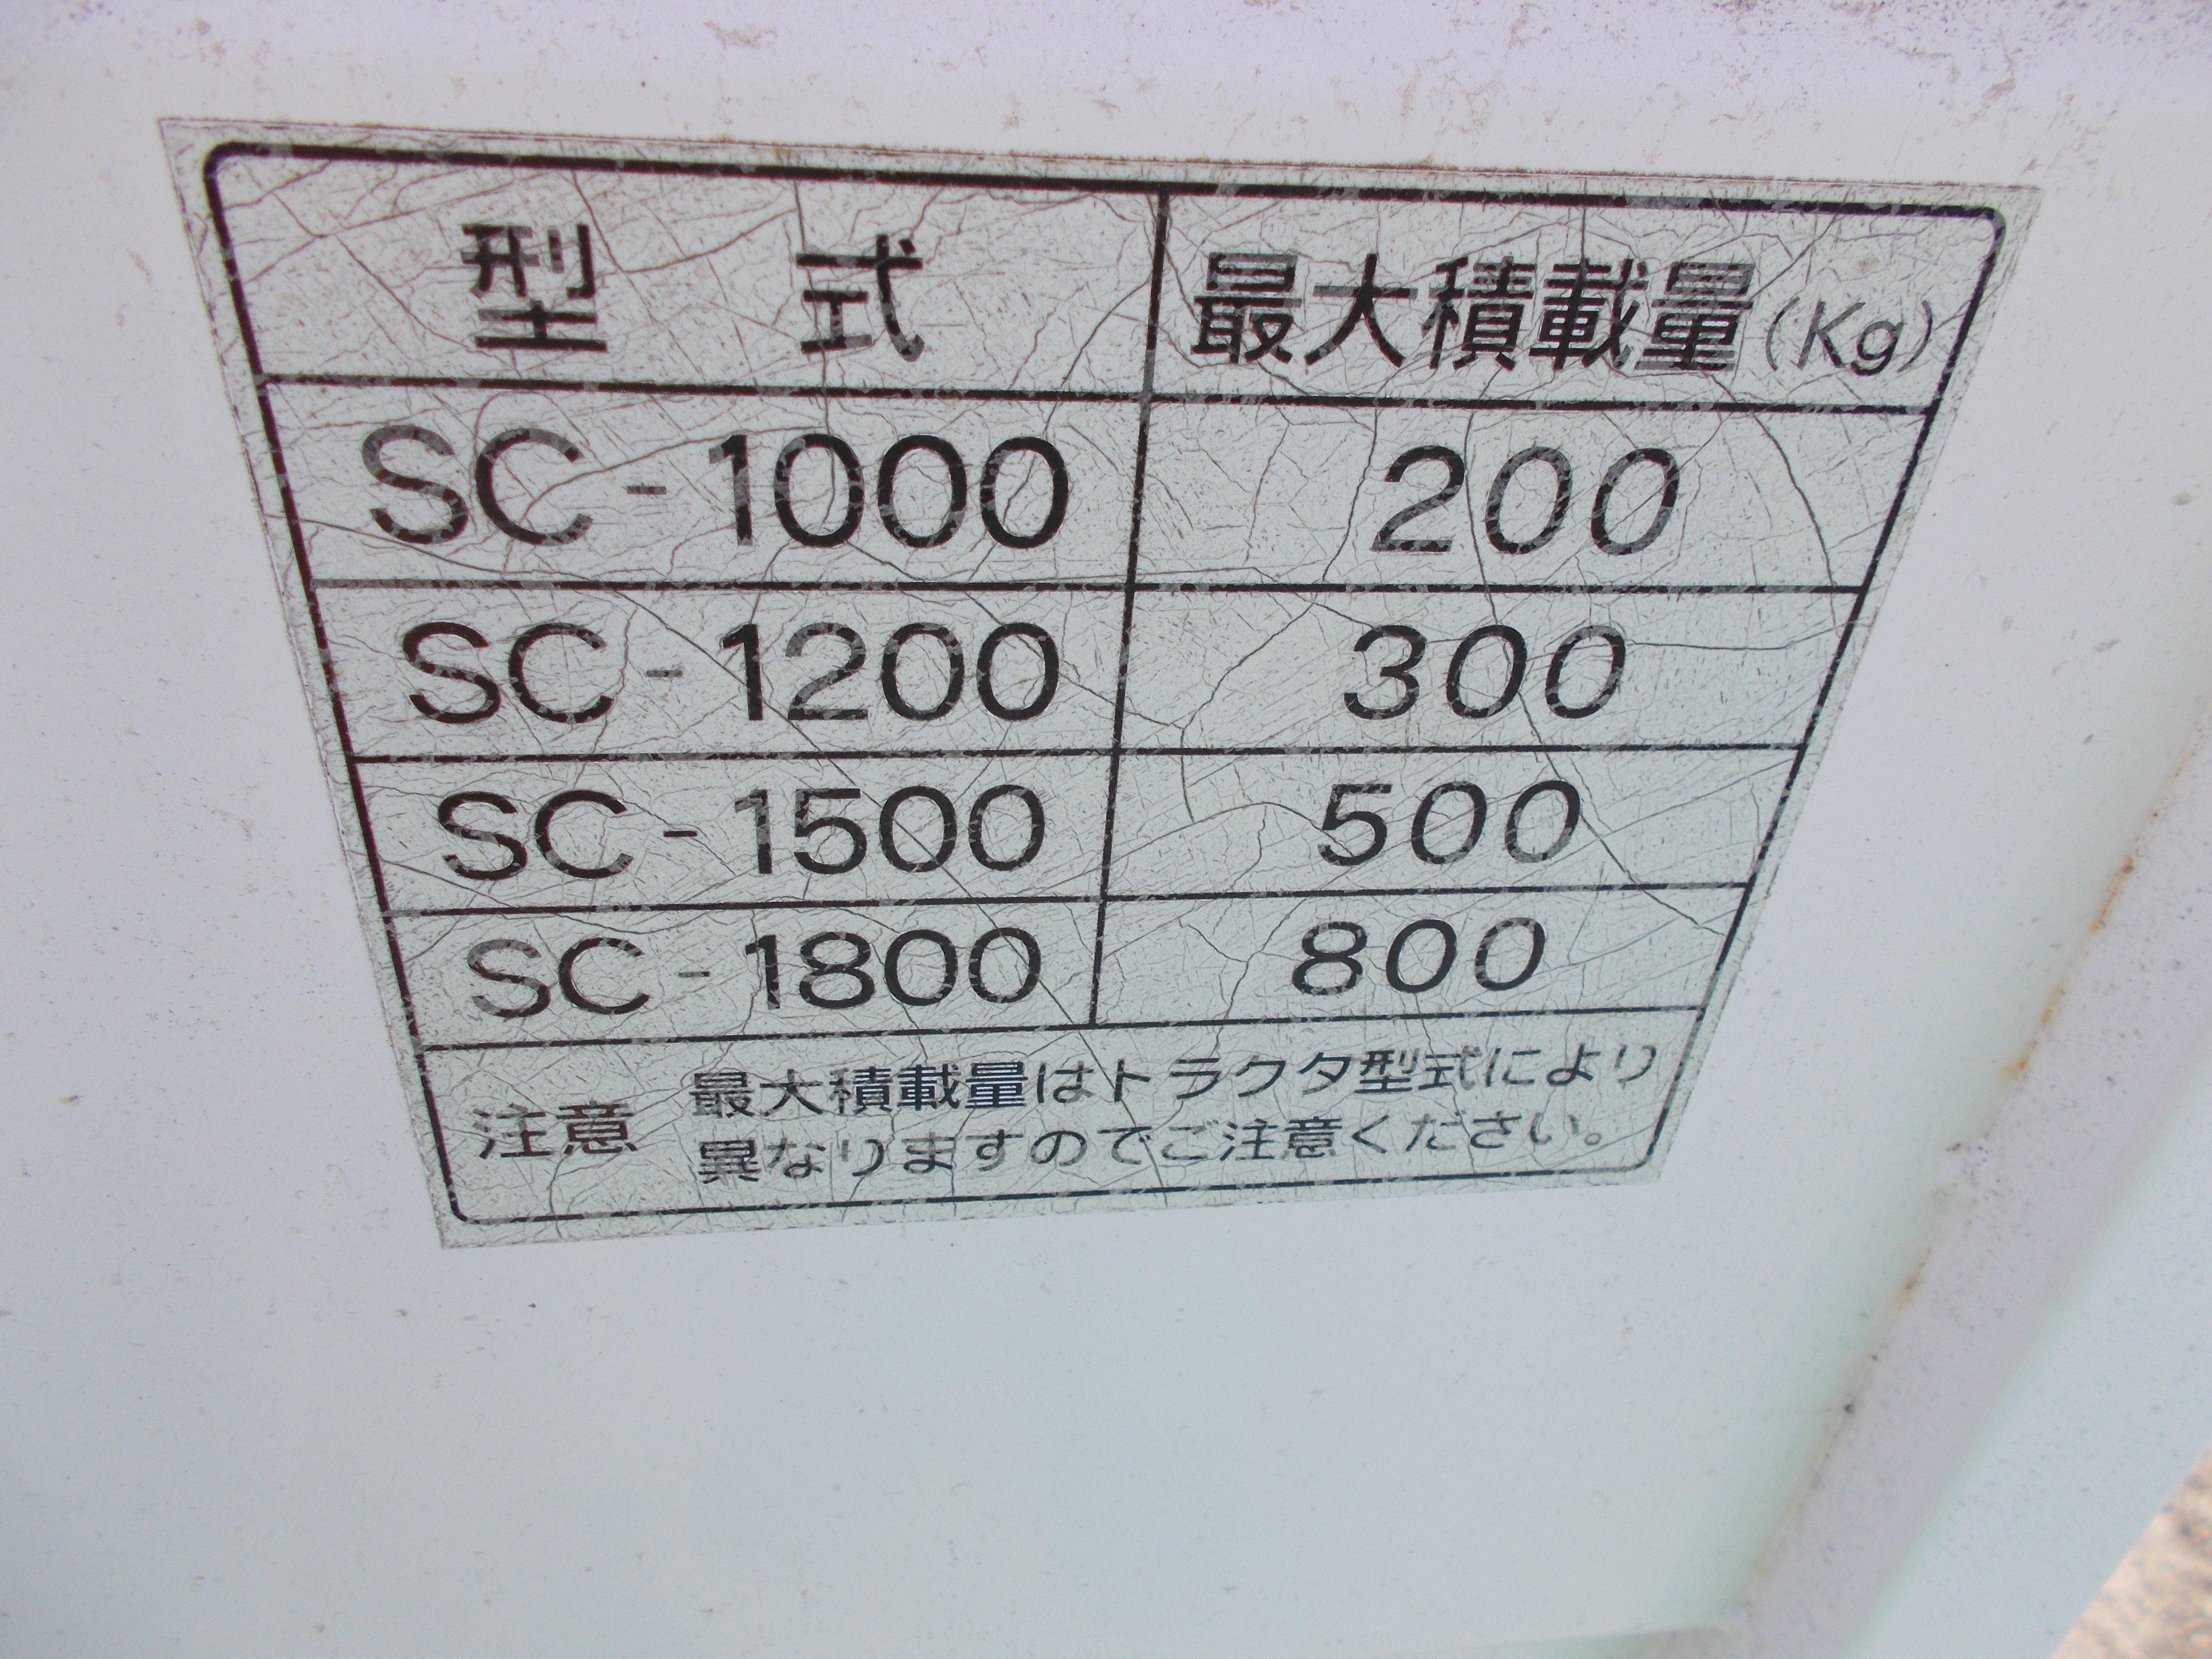 型式 最大積載量(Kg)
SC-1000 200
SC-1200 300
SC-1500 500
SC-1800 800
注意 最大積載量はトラクタ型式により
異なりますのでご注意ください。